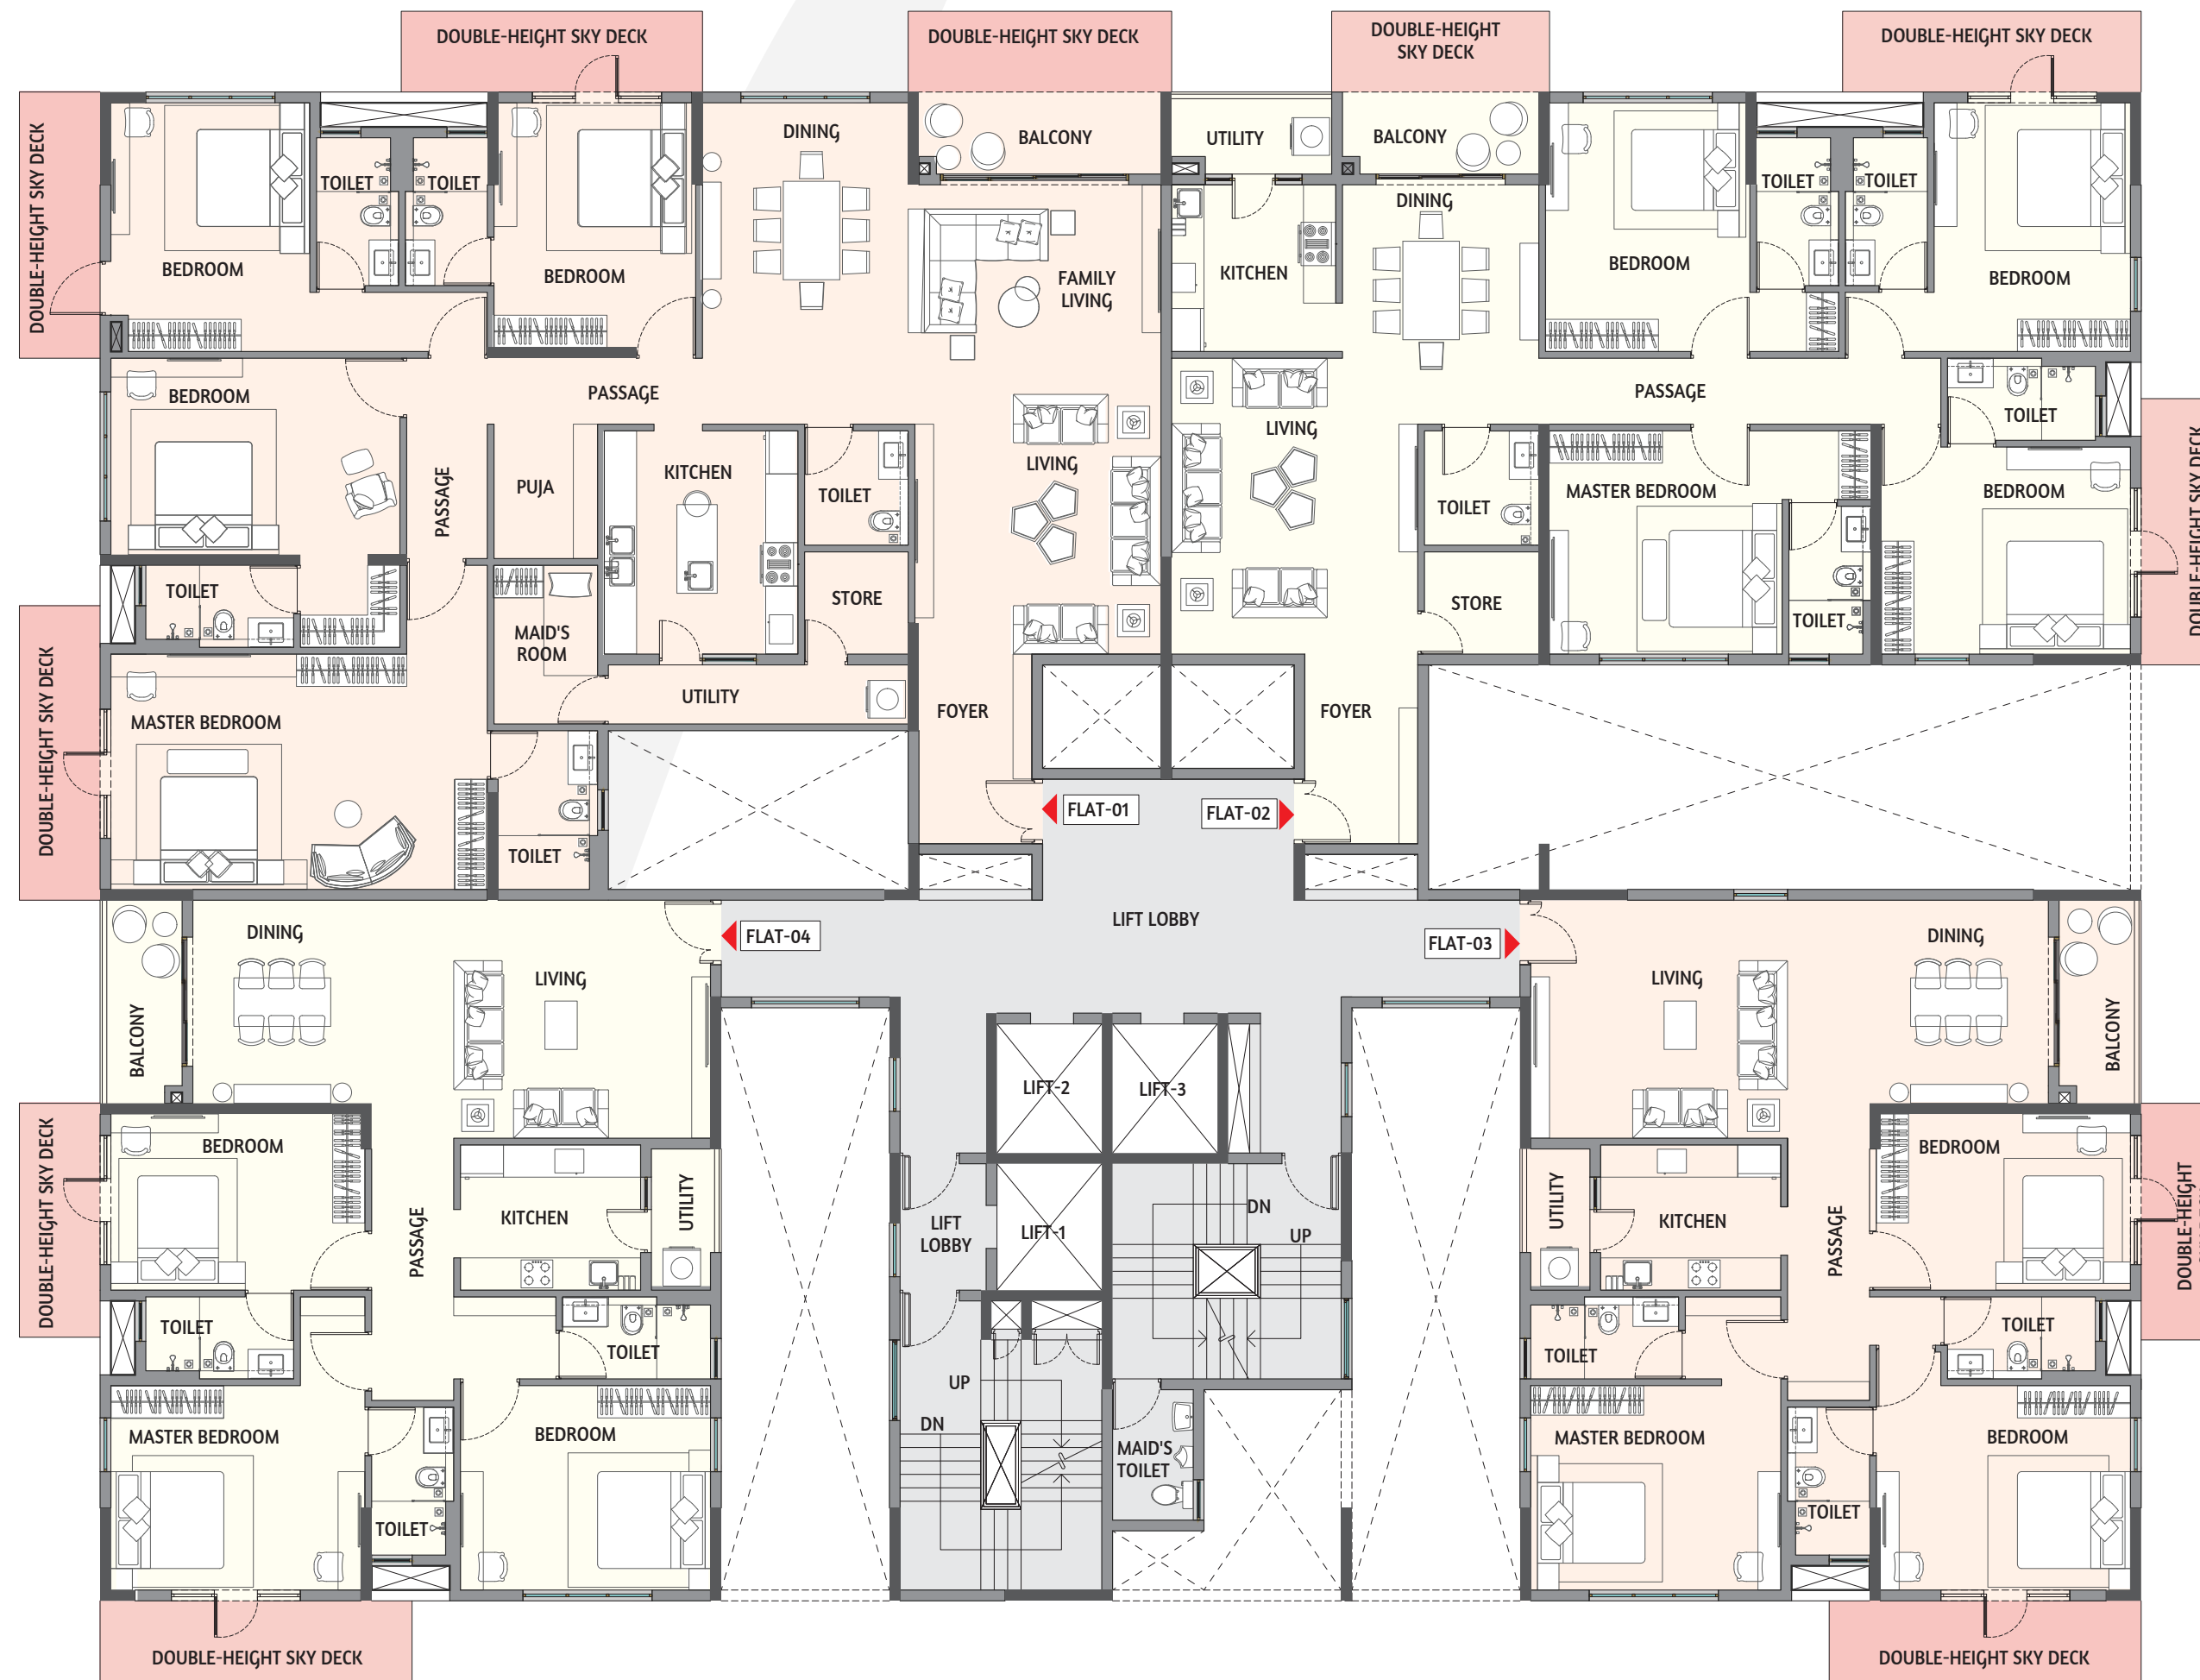 DOUBLE-HEIGHT SKY DECK
DOUBLE-HEIGHT SKY DECK
DOUBLE-HEIGHT
SKY DECK
DOUBLE-HEIGHT SKY DECK
DOUBLE-HEIGHT SKY DECK
DINING
BALCONY
UTILITY
BALCONY
TOILET
TOILET
TOILET
TOILET
DINING
BEDROOM
BEDROOM
FAMILY
LIVING
KITCHEN
BEDROOM
BEDROOM
BEDROOM
PASSAGE
PASSAGE
TOILET
LIVING
DOUBLE-HEIGHT SKY DECK
PASSAGE
PUJA
KITCHEN
TOILET
LIVING
TOILET
MASTER BEDROOM
BEDROOM
TOILET
STORE
STORE
TOILET
MAID'S
ROOM
UTILITY
FOYER
FOYER
DOUBLE-HEIGHT SKY DECK
MASTER BEDROOM
TOILET
FLAT-01
FLAT-02
LIFT LOBBY
FLAT-04
FLAT-03
DINING
LIVING
BALCONY
LIVING
DINING
BALCONY
LIFT-2
LIFT-3
DOUBLE-HEIGHT SKY DECK
BEDROOM
PASSAGE
KITCHEN
UTILITY
LIFT
LOBBY
LIFT-1
DN
UP
UTILITY
KITCHEN
PASSAGE
BEDROOM
DOUBLE-HEIGHT
TOILET
TOILET
TOILET
TOILET
UP
DN
MASTER BEDROOM
BEDROOM
TOILET
MAID'S
TOILET
MASTER BEDROOM
BEDROOM
TOILET
DOUBLE-HEIGHT SKY DECK
DOUBLE-HEIGHT SKY DECK